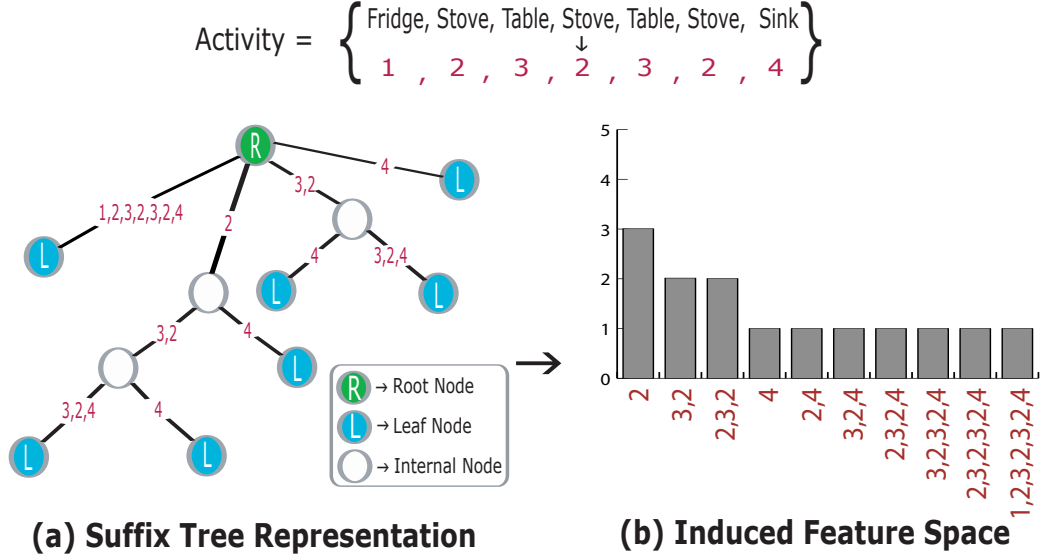 Fridge, Stove, Table, Stove, Table, Stove, Sink
Activity = { ↓ }
1 , 2 , 3 , 2 , 3 , 2 , 4
R
4
L
3,2
1,2,3,2,3,2,4
2
L
4
3,2,4
L
L
3,2
4
L
3,2,4
4
L
L
R → Root Node
L → Leaf Node
→ Internal Node
→
5
4
3
2
1
0
2
3,2
2,3,2
4
2,4
3,2,4
2,3,2,4
3,2,3,2,4
2,3,2,3,2,4
1,2,3,2,3,2,4
(a) Suffix Tree Representation
(b) Induced Feature Space